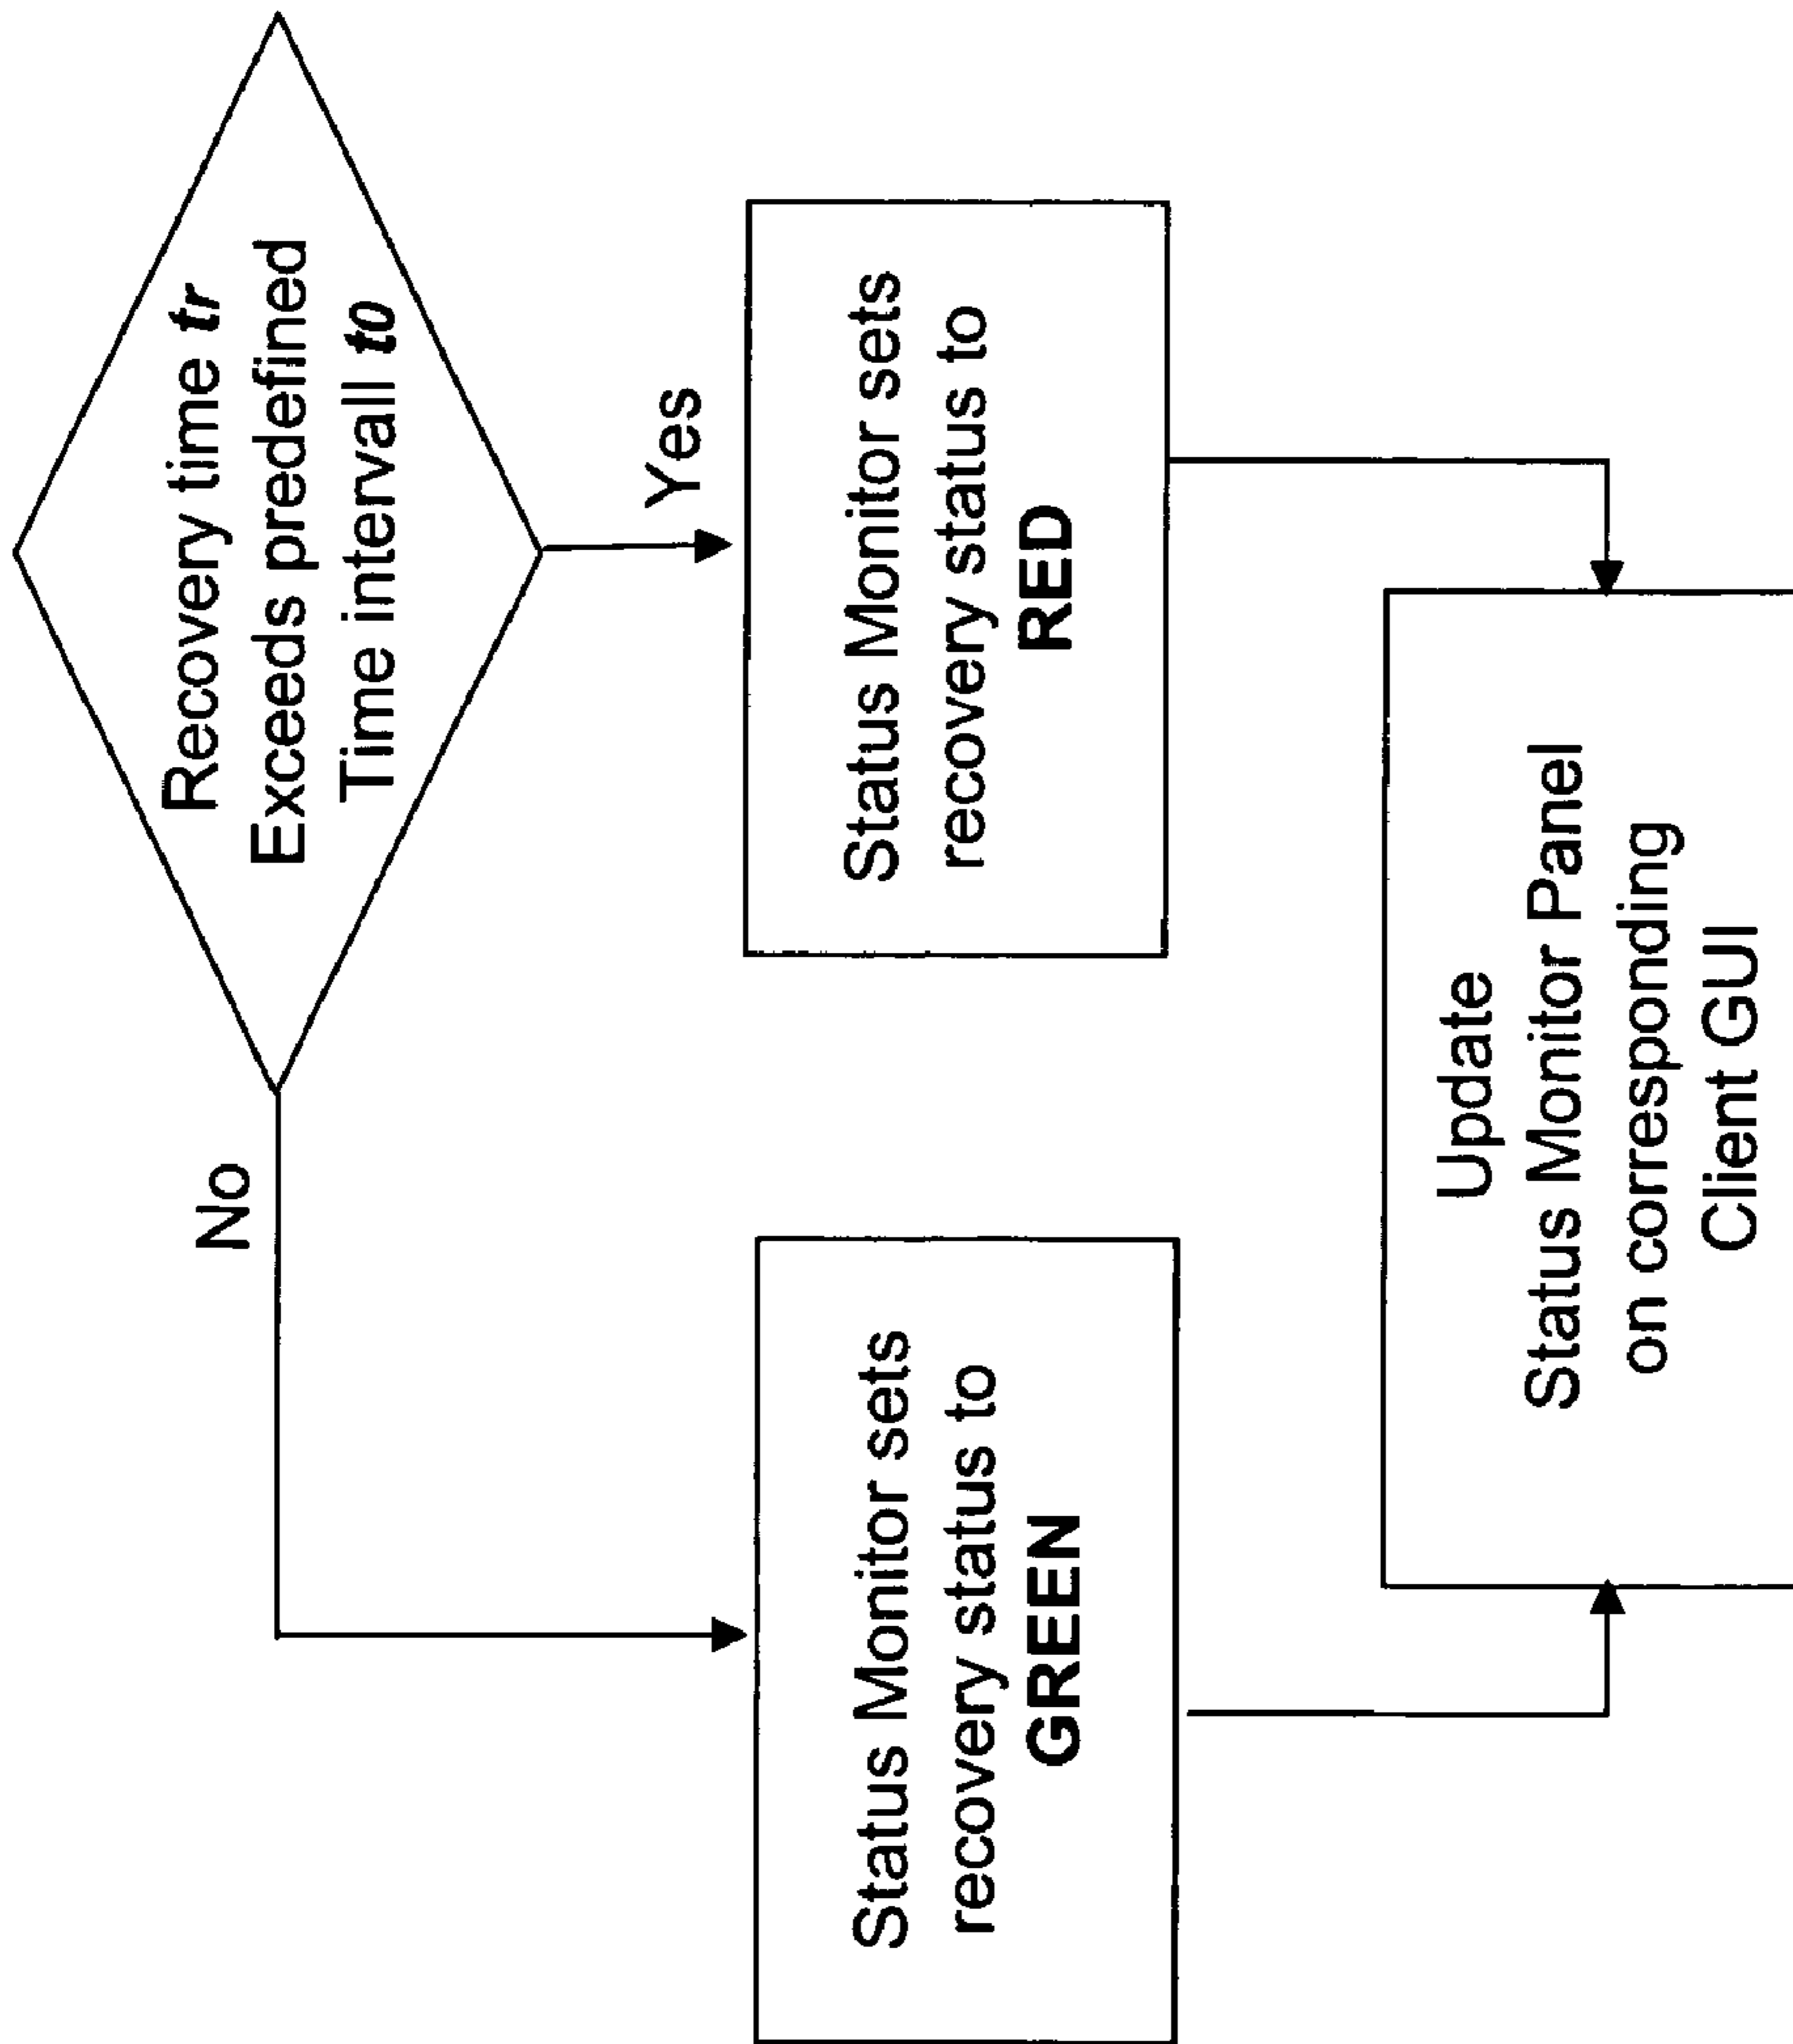 Recovery time tr
Exceeds predefined
Time intervall t0
No
Yes
Status Monitor sets
recovery status to
GREEN
Status Monitor sets
recovery status to
RED
Update
Status Monitor Panel
on corresponding
Client GUI